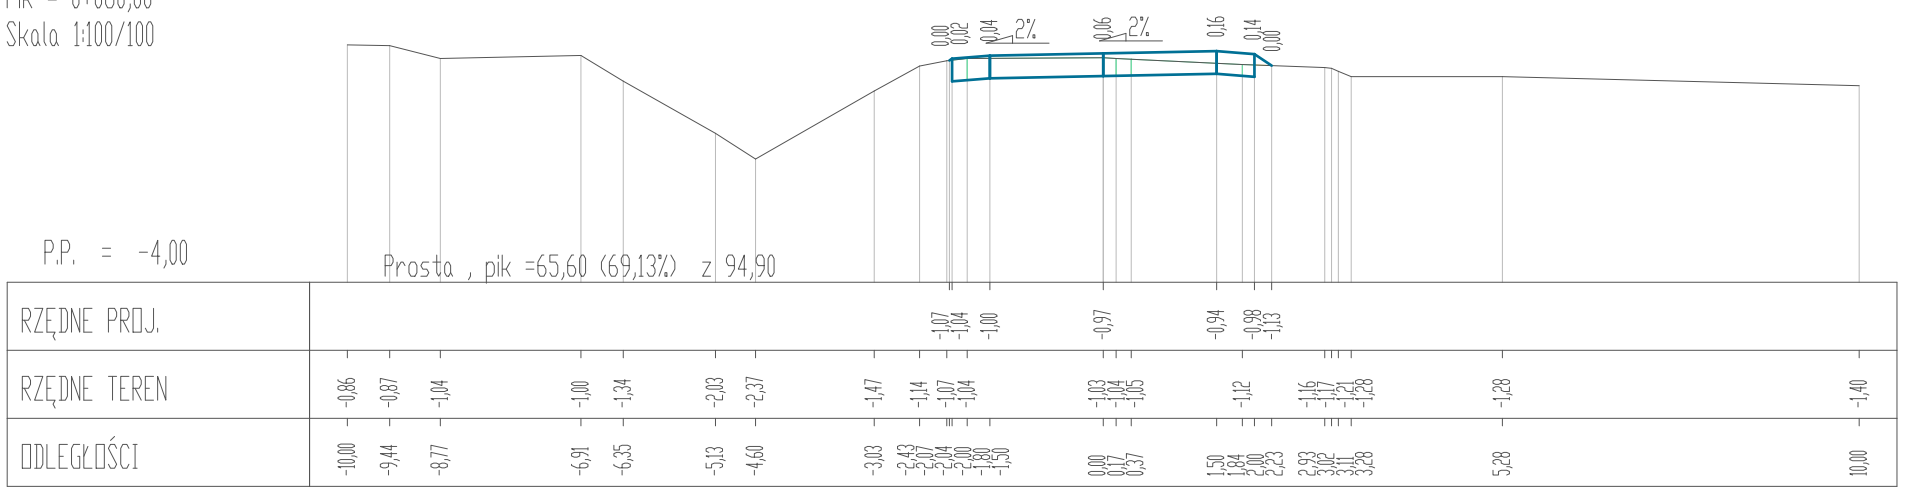 Skala 1:100/100
0,00 0,02 0,04 2% 0,06 2% 0,16 0,14 0,00
P.P. = -4,00
Prosta , pik =65,60 (69,13%) z 94,90
RZĘDNE PROJ. -1,07 -1,04 -1,00 -0,97 -0,94 -0,98 -1,13
RZĘDNE TEREN -0,86 -0,87 -1,04 -1,00 -1,34 -2,03 -2,37 -1,47 -1,14 -1,07 -1,04 -1,03 -1,04 -1,05 -1,12 -1,16 -1,17 -1,21 -1,28 -1,28 -1,40
ODLEGŁOŚCI -10,00 -9,44 -8,77 -6,91 -6,35 -5,13 -4,60 -3,03 -2,43 -2,07 -2,04 -2,00 -1,80 -1,50 0,00 0,17 0,37 1,50 1,84 2,00 2,23 2,93 3,02 3,11 3,28 5,28 10,00